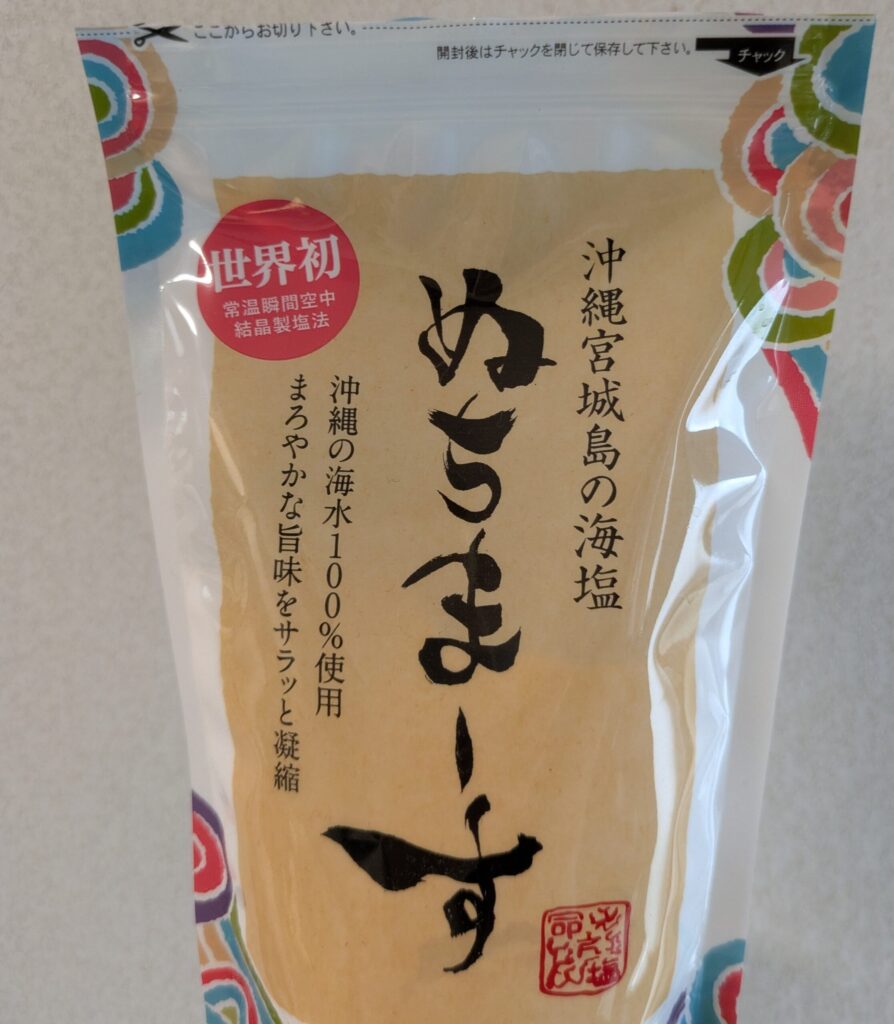 ここからお切り下さい。
開封後はチャックを閉じて保存して下さい。
チャック
世界初
常温瞬間空中
結晶製塩法
沖縄宮城島の海塩
ぬちまーす
沖縄の海水100%使用
まろやかな旨味をサラッと凝縮